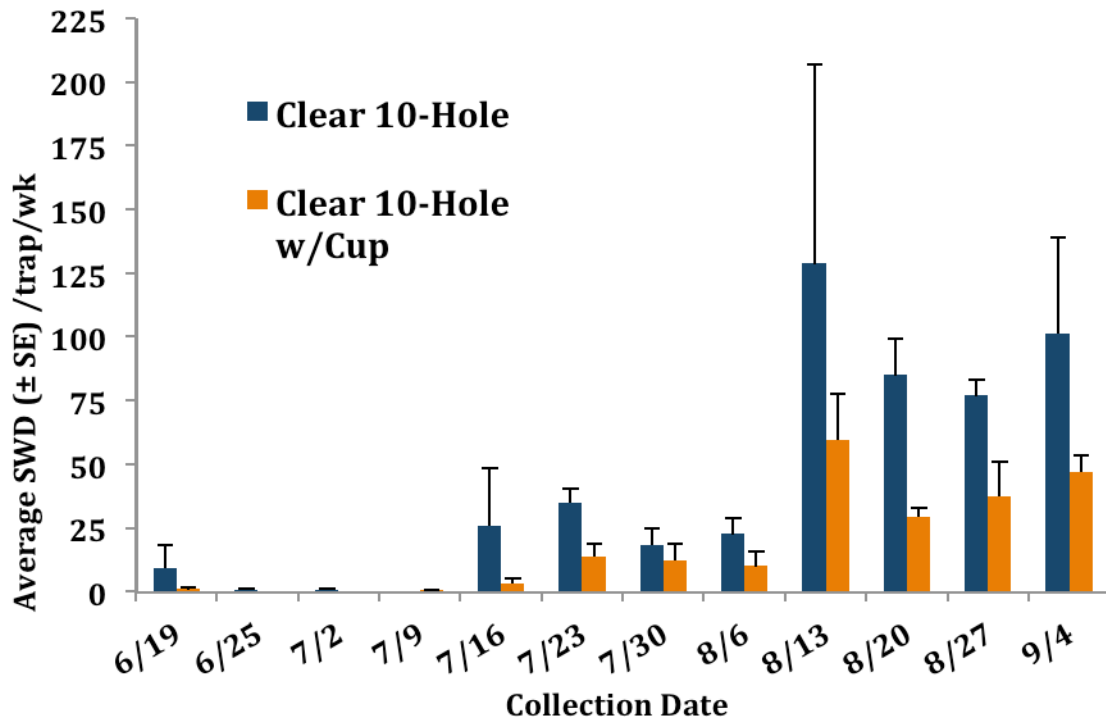 225
200
175
150
125
100
75
50
25
0
Average SWD (± SE) /trap/wk
Clear 10-Hole
Clear 10-Hole
w/Cup
6/19 6/25 7/2 7/9 7/16 7/23 7/30 8/6 8/13 8/20 8/27 9/4
Collection Date